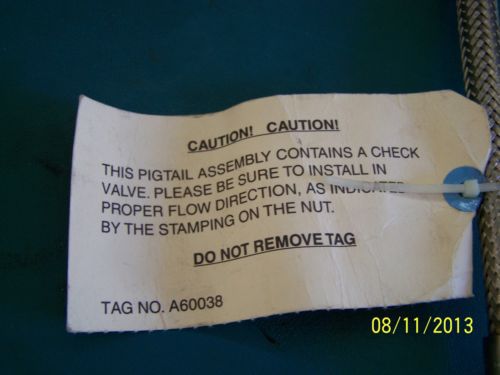 CAUTION! CAUTION!
THIS PIGTAIL ASSEMBLY CONTAINS A CHECK
VALVE. PLEASE BE SURE TO INSTALL IN
PROPER FLOW DIRECTION, AS INDICATED
BY THE STAMPING ON THE NUT.
DO NOT REMOVE TAG
TAG NO. A60038
08/11/2013